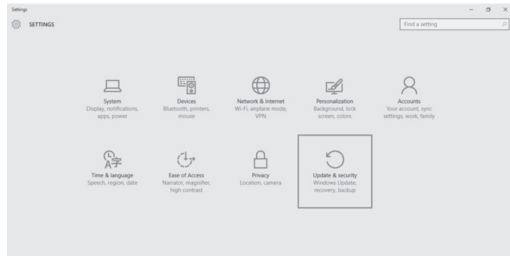 Settings
SETTINGS
Find a setting
System
Display, notifications,
apps, power
Devices
Bluetooth, printers,
mouse
Network & Internet
Wi-Fi, airplane mode,
VPN
Personalization
Background, lock
screen, colors
Accounts
Your account, sync
settings, work, family
Time & language
Speech, region, date
Ease of Access
Narrator, magnifier,
high contrast
Privacy
Location, camera
Update & security
Windows Update,
recovery, backup